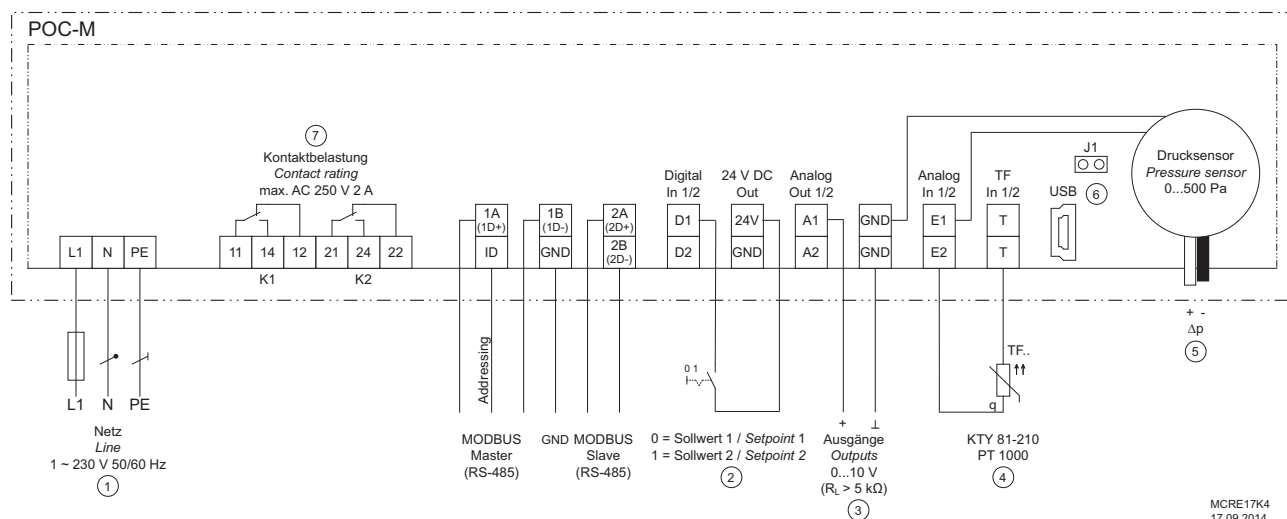 POC-M
7
Kontaktbelastung
Contact rating
max. AC 250 V 2 A
L1 N PE
11 14 12 21 24 22
K1 K2
1A
(1D+)
ID
1B
(1D-)
GND
2A
(2D+)
2B
(2D-)
Digital
In 1/2
D1
D2
24 V DC
Out
24V
GND
Analog
Out 1/2
A1
A2
GND
GND
Analog
In 1/2
E1
E2
TF
In 1/2
T
T
USB
J1
6
Drucksensor
Pressure sensor
0...500 Pa
+ -
Δp
5
L1 N PE
Netz
Line
1 ~ 230 V 50/60 Hz
1
Addressing
MODBUS
Master
(RS-485)
GND
MODBUS
Slave
(RS-485)
0 1
0 = Sollwert 1 / Setpoint 1
1 = Sollwert 2 / Setpoint 2
2
+ ⊥
Ausgänge
Outputs
0...10 V
(RL > 5 kΩ)
3
TF..
q
KTY 81-210
PT 1000
4
MCRE17K4
17.09.2014